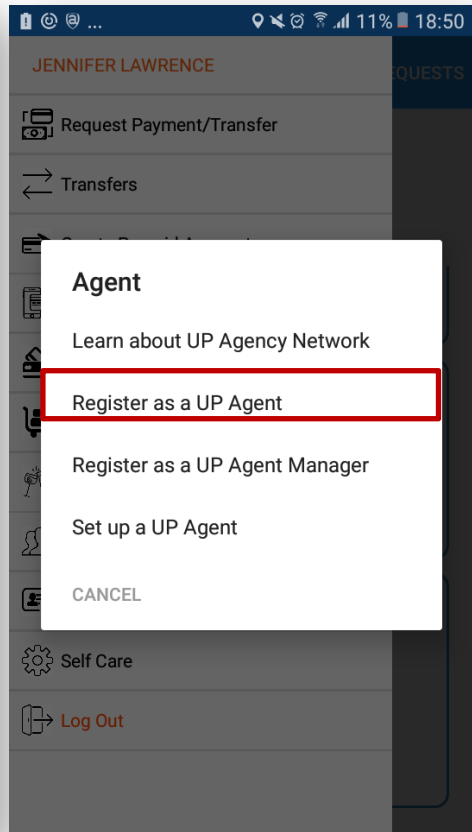 ... 11% 18:50
JENNIFER LAWRENCE
QUESTS
Request Payment/Transfer
Transfers
Agent
Learn about UP Agency Network
Register as a UP Agent
Register as a UP Agent Manager
Set up a UP Agent
CANCEL
Self Care
Log Out